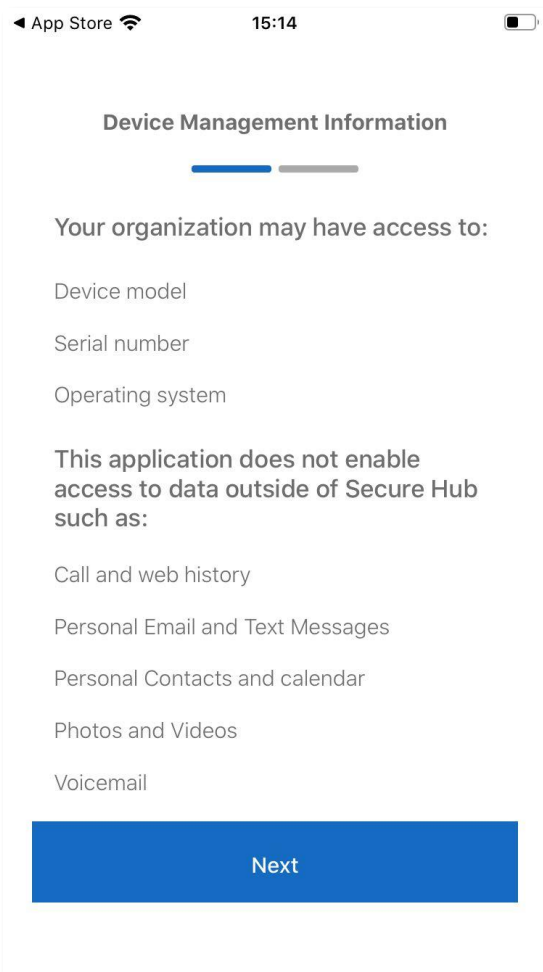 ◀ App Store 15:14
Device Management Information
Your organization may have access to:
Device model
Serial number
Operating system
This application does not enable
access to data outside of Secure Hub
such as:
Call and web history
Personal Email and Text Messages
Personal Contacts and calendar
Photos and Videos
Voicemail
Next